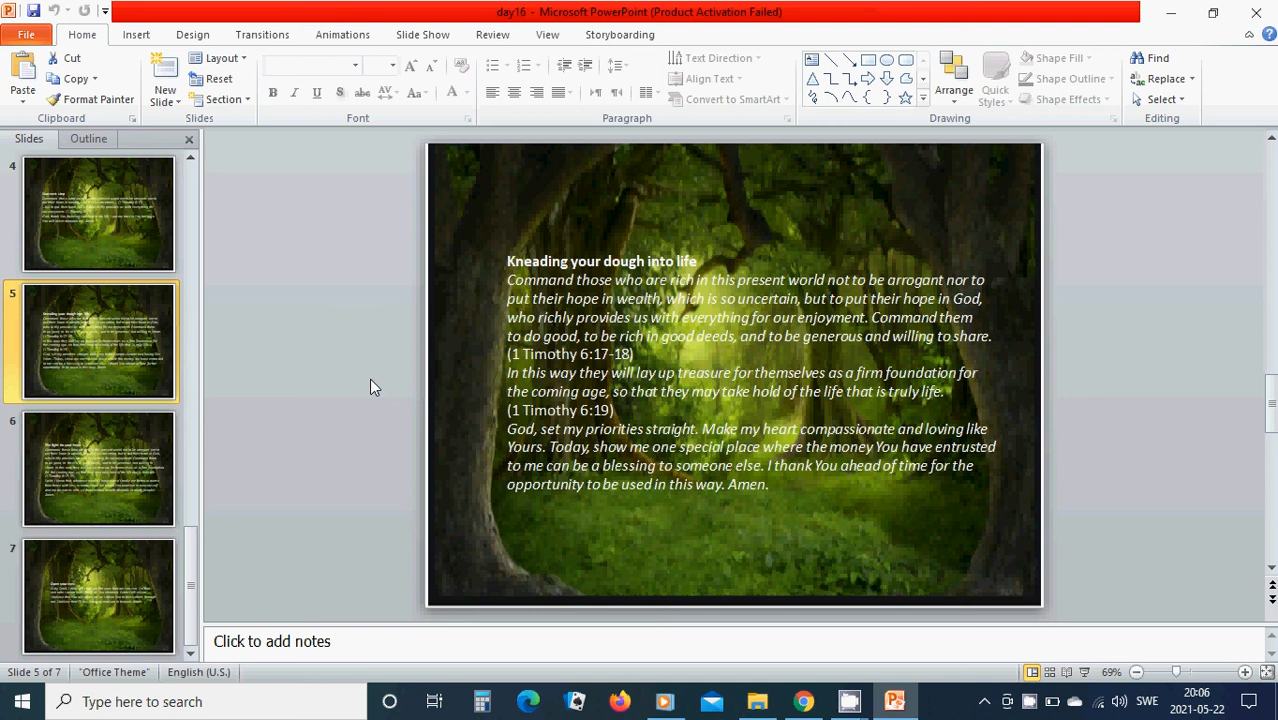 day16 - Microsoft PowerPoint (Product Activation Failed)
File Home Insert Design Transitions Animations Slide Show Review View Storyboarding
Paste
Cut
Copy
Format Painter
Clipboard
New
Slide
Layout
Reset
Section
Slides
B I U S abc AV Aa A
Font
Paragraph
Text Direction
Align Text
Convert to SmartArt
Arrange
Quick
Styles
Shape Fill
Shape Outline
Shape Effects
Drawing
Find
Replace
Select
Editing
Slides Outline
4
5
6
7
Kneading your dough into life
Command those who are rich in this present world not to be arrogant nor to
put their hope in wealth, which is so uncertain, but to put their hope in God,
who richly provides us with everything for our enjoyment. Command them
to do good, to be rich in good deeds, and to be generous and willing to share.
(1 Timothy 6:17-18)
In this way they will lay up treasure for themselves as a firm foundation for
the coming age, so that they may take hold of the life that is truly life.
(1 Timothy 6:19)
God, set my priorities straight. Make my heart compassionate and loving like
Yours. Today, show me one special place where the money You have entrusted
to me can be a blessing to someone else. I thank You ahead of time for the
opportunity to be used in this way. Amen.
Click to add notes
Slide 5 of 7 "Office Theme" English (U.S.) 69%
Type here to search
SWE
20:06
2021-05-22